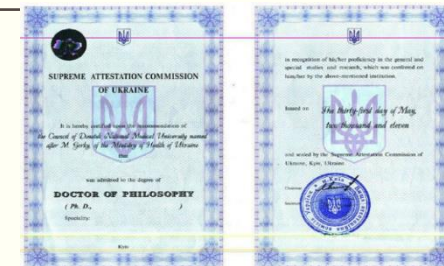 SUPREME ATTESTATION COMMISSION
OF UKRAINE
It is hereby certified upon the recommendation of
the Council of Donetsk National Medical University named
after M. Gorky, of the Ministry of Health of Ukraine
that
was admitted to the degree of
DOCTOR OF PHILOSOPHY
( Ph. D., )
Speciality:
Kyiv
in recognition of his/her proficiency in the general and
special studies and research, which was confirmed on
him/her by the above-mentioned institution.
Issued on The thirty-first day of May,
two thousand and eleven
and sealed by the Supreme Attestation Commission of
Ukraine, Kyiv, Ukraine.